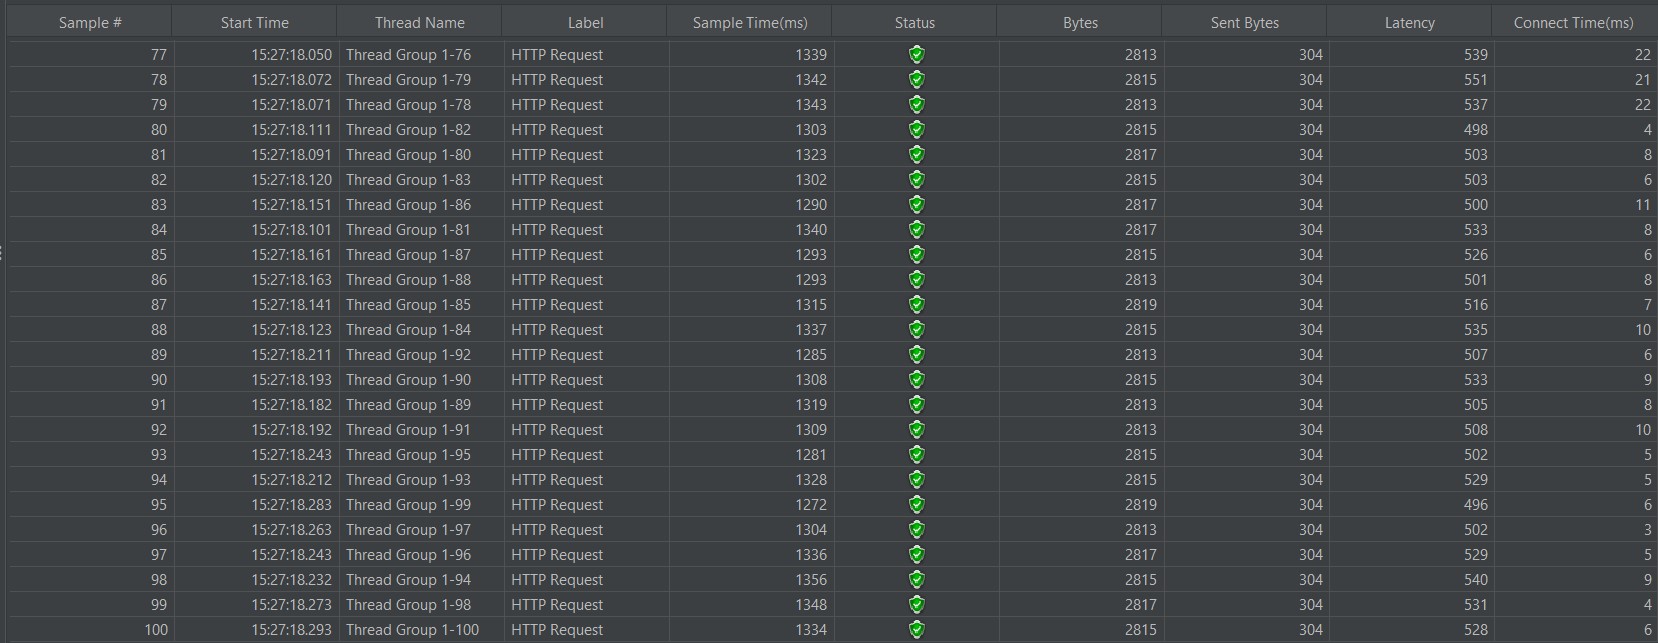 Sample # Start Time Thread Name Label Sample Time(ms) Status Bytes Sent Bytes Latency Connect Time(ms)
77 15:27:18.050 Thread Group 1-76 HTTP Request 1339 2813 304 539 22
78 15:27:18.072 Thread Group 1-79 HTTP Request 1342 2815 304 551 21
79 15:27:18.071 Thread Group 1-78 HTTP Request 1343 2813 304 537 22
80 15:27:18.111 Thread Group 1-82 HTTP Request 1303 2815 304 498 4
81 15:27:18.091 Thread Group 1-80 HTTP Request 1323 2817 304 503 8
82 15:27:18.120 Thread Group 1-83 HTTP Request 1302 2815 304 503 6
83 15:27:18.151 Thread Group 1-86 HTTP Request 1290 2817 304 500 11
84 15:27:18.101 Thread Group 1-81 HTTP Request 1340 2817 304 533 8
85 15:27:18.161 Thread Group 1-87 HTTP Request 1293 2815 304 526 6
86 15:27:18.163 Thread Group 1-88 HTTP Request 1293 2813 304 501 8
87 15:27:18.141 Thread Group 1-85 HTTP Request 1315 2819 304 516 7
88 15:27:18.123 Thread Group 1-84 HTTP Request 1337 2815 304 535 10
89 15:27:18.211 Thread Group 1-92 HTTP Request 1285 2813 304 507 6
90 15:27:18.193 Thread Group 1-90 HTTP Request 1308 2815 304 533 9
91 15:27:18.182 Thread Group 1-89 HTTP Request 1319 2813 304 505 8
92 15:27:18.192 Thread Group 1-91 HTTP Request 1309 2813 304 508 10
93 15:27:18.243 Thread Group 1-95 HTTP Request 1281 2815 304 502 5
94 15:27:18.212 Thread Group 1-93 HTTP Request 1328 2815 304 529 5
95 15:27:18.283 Thread Group 1-99 HTTP Request 1272 2819 304 496 6
96 15:27:18.263 Thread Group 1-97 HTTP Request 1304 2813 304 502 3
97 15:27:18.243 Thread Group 1-96 HTTP Request 1336 2817 304 529 5
98 15:27:18.232 Thread Group 1-94 HTTP Request 1356 2815 304 540 9
99 15:27:18.273 Thread Group 1-98 HTTP Request 1348 2817 304 531 4
100 15:27:18.293 Thread Group 1-100 HTTP Request 1334 2815 304 528 6